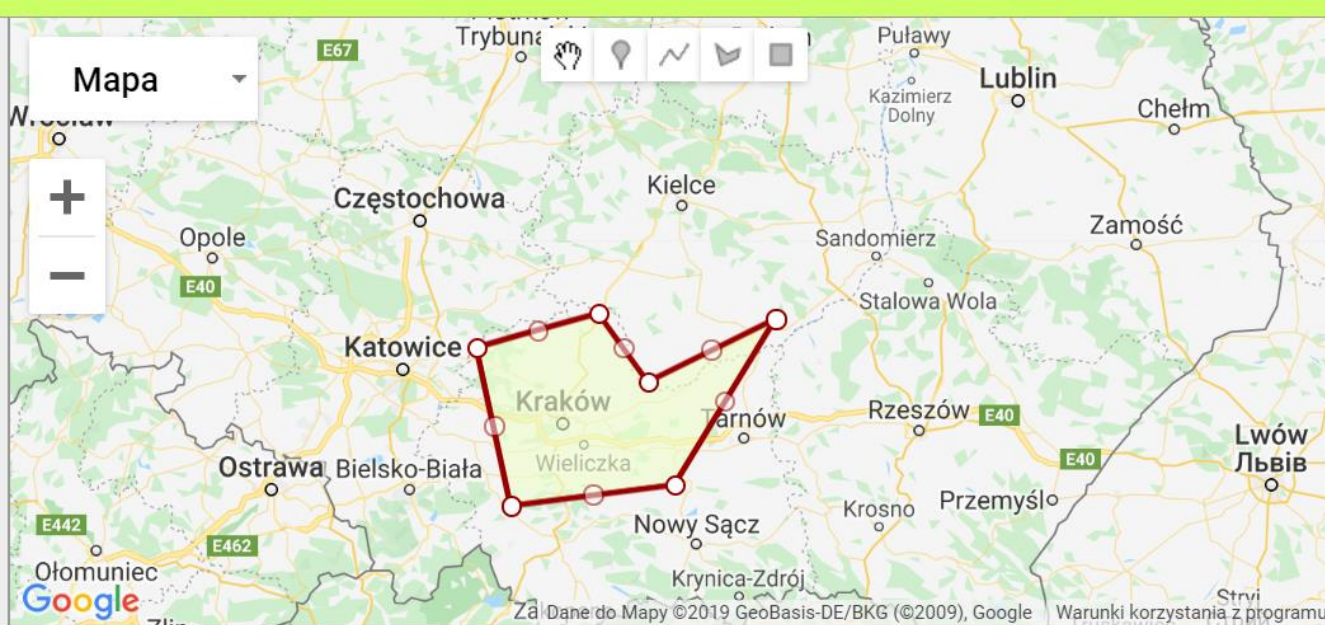 Trybuna
Puławy
E67
Mapa
Lublin
Kazimierz
Dolny
Chełm
Kielce
Częstochowa
Opole
Sandomierz
Zamość
E40
Stalowa Wola
Katowice
Kraków
Tarnów
Rzeszów
E40
Lwów
Львів
Ostrawa
Bielsko-Biała
Wieliczka
E40
Krosno
Przemyśl
E442
Nowy Sącz
E462
Ołomuniec
Krynica-Zdrój
Google
Dane do Mapy ©2019 GeoBasis-DE/BKG (©2009), Google
Warunki korzystania z programu
Stryj